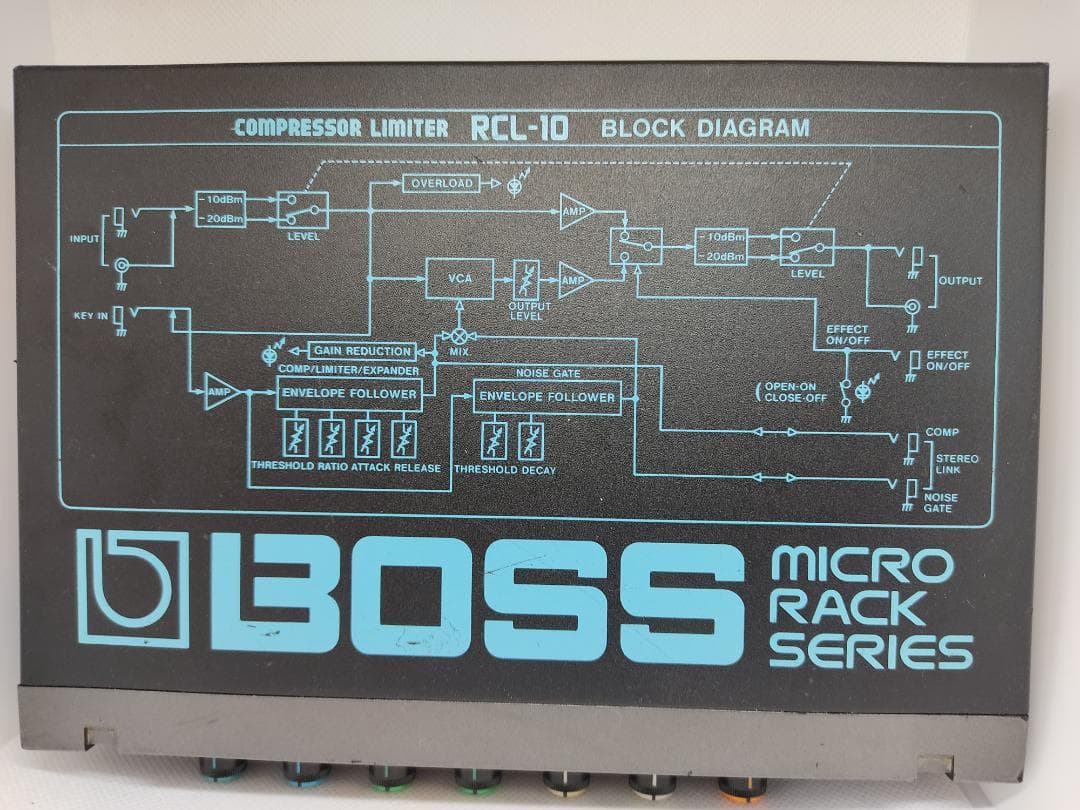 COMPRESSOR LIMITER RCL-10 BLOCK DIAGRAM
OVERLOAD
-10dBm
-20dBm
LEVEL
INPUT
AMP
-10dBm
-20dBm
LEVEL
OUTPUT
VCA
OUTPUT
LEVEL
AMP
KEY IN
MIX
GAIN REDUCTION
EFFECT
ON/OFF
EFFECT
ON/OFF
COMP/LIMITER/EXPANDER
NOISE GATE
AMP
ENVELOPE FOLLOWER
ENVELOPE FOLLOWER
(OPEN-ON
CLOSE-OFF
THRESHOLD RATIO ATTACK RELEASE
THRESHOLD DECAY
COMP
STEREO
LINK
NOISE
GATE
b BOSS
MICRO
RACK
SERIES